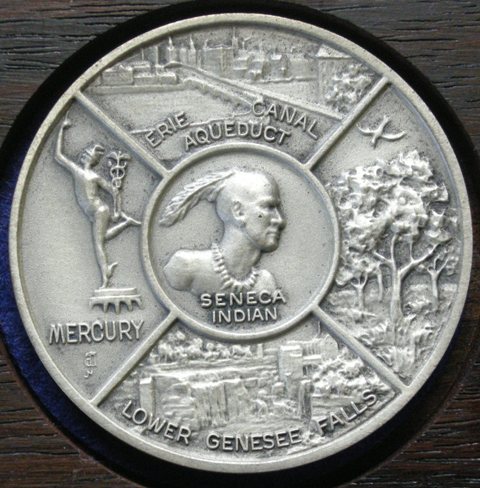 ERIE CANAL
AQUEDUCT
SENECA
INDIAN
MERCURY
LOWER GENESEE FALLS